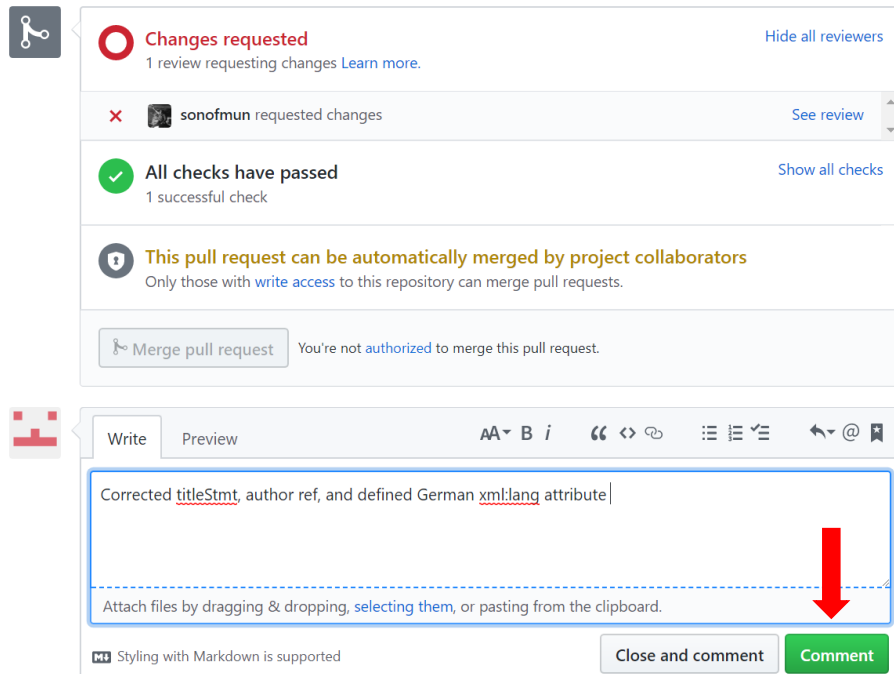 Changes requested
Hide all reviewers
1 review requesting changes Learn more.
sonofmun requested changes
See review
All checks have passed
Show all checks
1 successful check
This pull request can be automatically merged by project collaborators
Only those with write access to this repository can merge pull requests.
Merge pull request
You're not authorized to merge this pull request.
Write
Preview
AA B i
Corrected titleStmt, author ref, and defined German xml:lang attribute
Attach files by dragging & dropping, selecting them, or pasting from the clipboard.
Styling with Markdown is supported
Close and comment
Comment